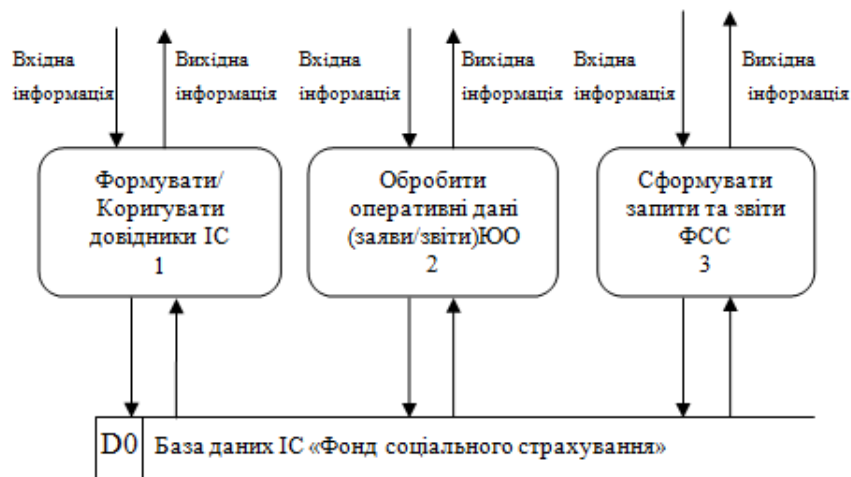 Вхідна
інформація
Вихідна
інформація
Вхідна
інформація
Вихідна
інформація
Вхідна
інформація
Вихідна
інформація
Формувати/
Коригувати
довідники ІС
1
Обробити
оперативні дані
(заяви/звіти)ЮО
2
Сформувати
запити та звіти
ФСС
3
D0 База даних ІС «Фонд соціального страхування»